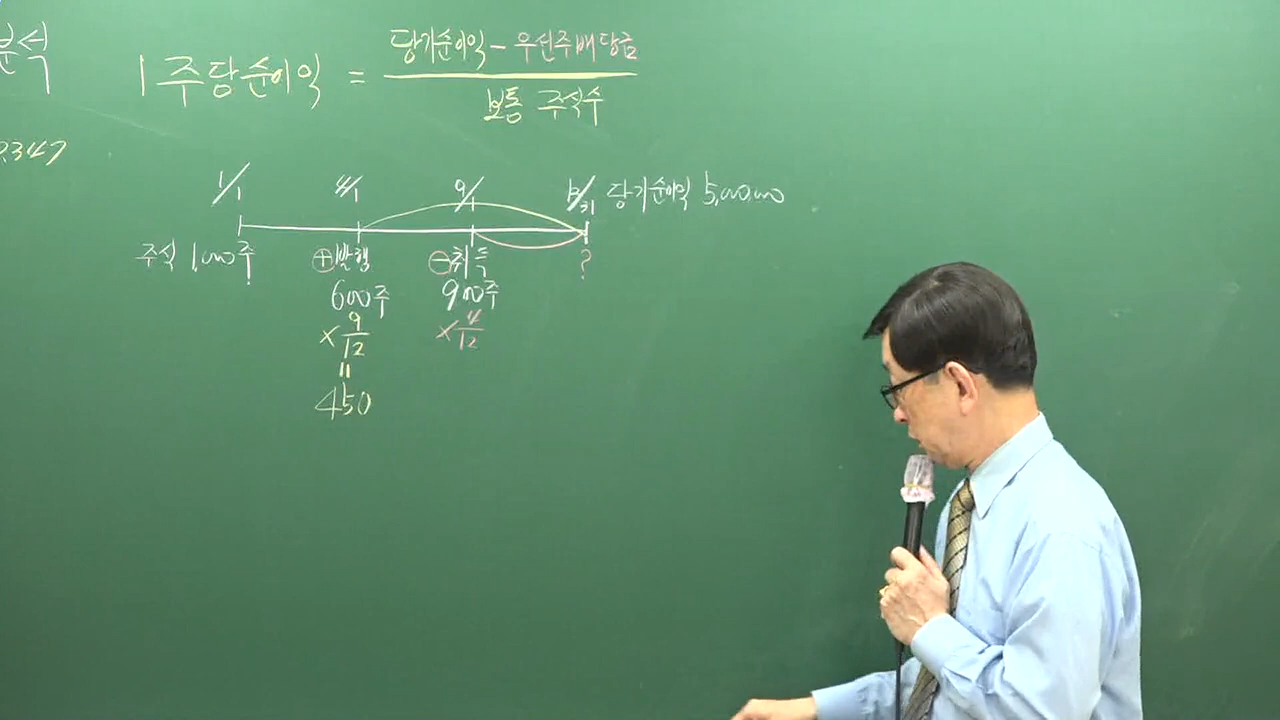 분석
1주당순이익 = 당기순이익 - 우선주배당금
보통 주식수
2347
1/1 4/1 9/1 12/31 당기순이익 5,000,000
주식 1,000주 ⊕발행 ⊖취득 ?
600주 900주
× 9/12 × 4/12
=
450